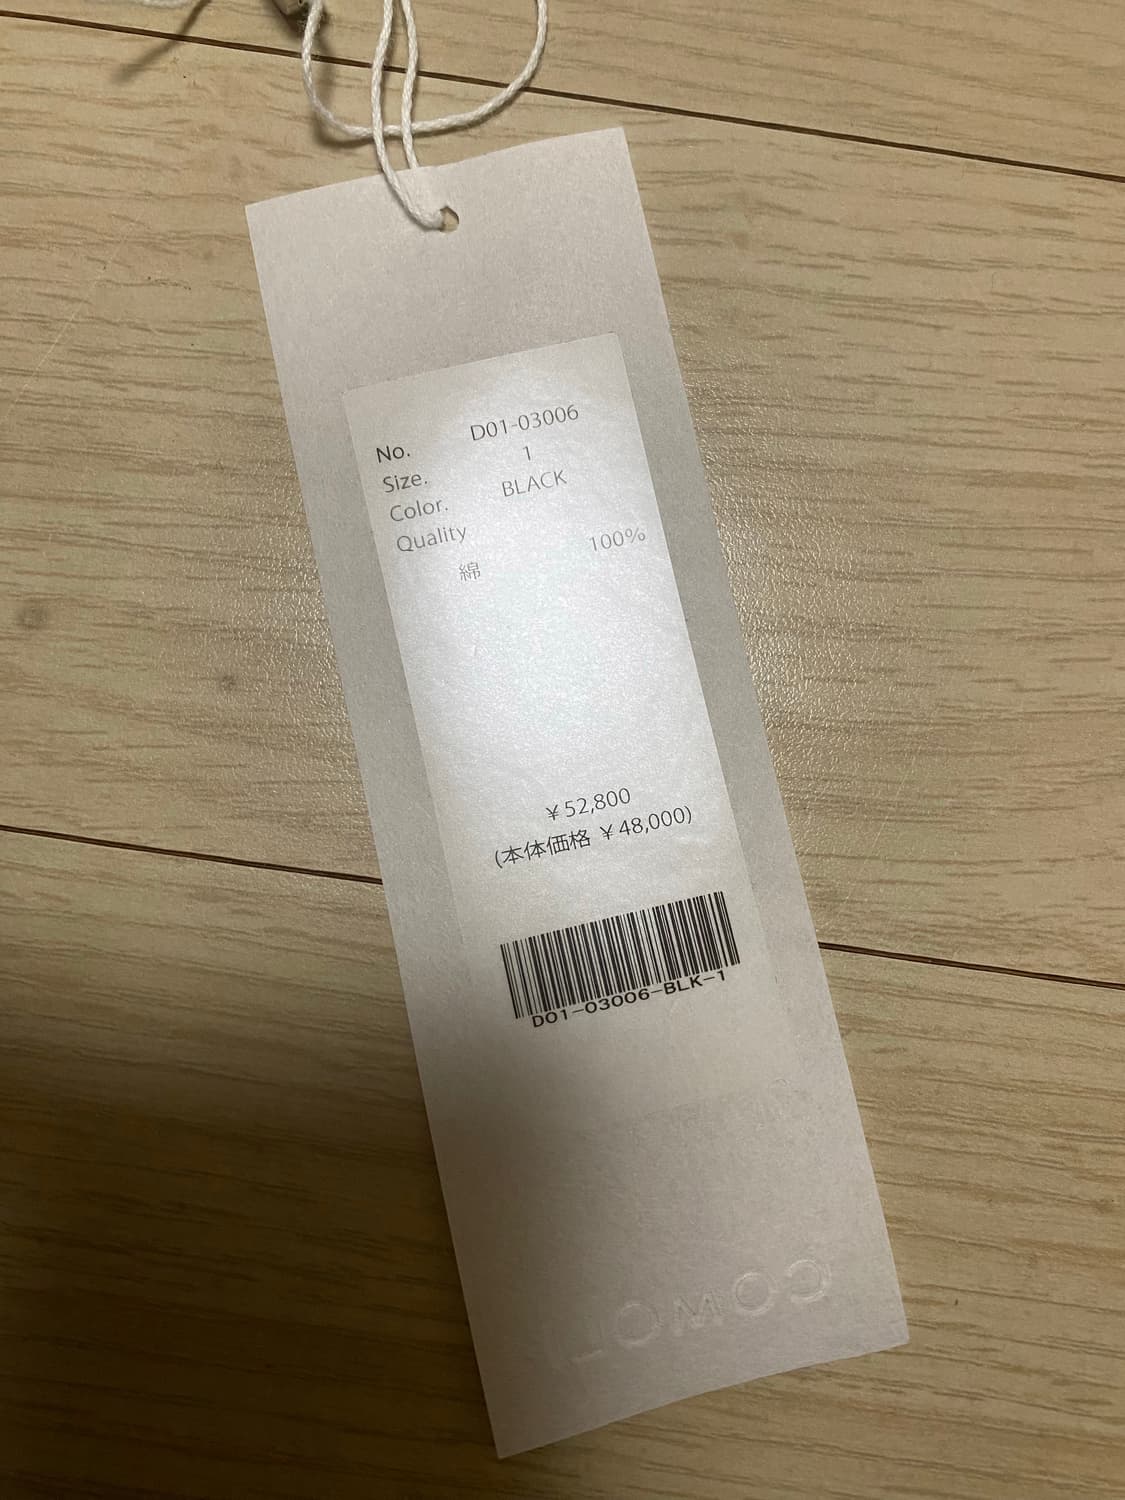 No. D01-03006
Size. 1
Color. BLACK
Quality
綿 100%
¥52,800
(本体価格 ¥48,000)
D01-03006-BLK-1